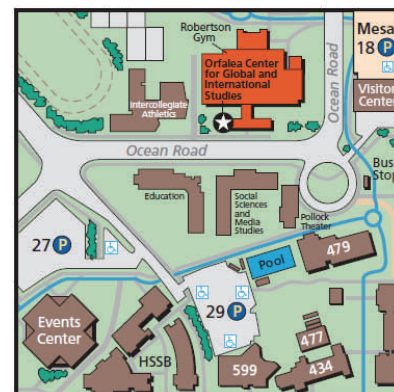 Robertson
Gym
Orfalea Center
for Global and
International
Studies
Mesa
18 P
Visitor
Center
Intercollegiate
Athletics
Ocean Road
Ocean Road
Bus
Stop
Education
Social
Sciences
and
Media
Studies
Pollock
Theater
27 P
Pool
479
29 P
Events
Center
HSSB
599
477
434